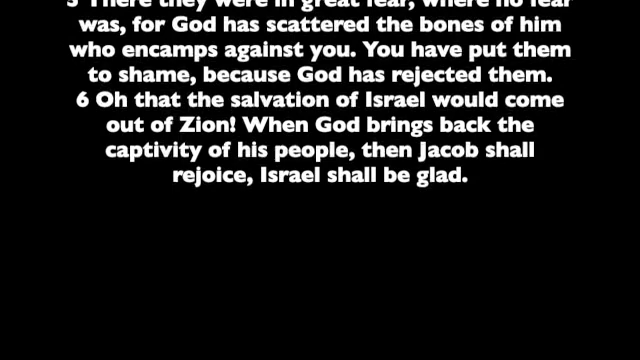 5 There they were in great fear, where no fear
was, for God has scattered the bones of him
who encamps against you. You have put them
to shame, because God has rejected them.
6 Oh that the salvation of Israel would come
out of Zion! When God brings back the
captivity of his people, then Jacob shall
rejoice, Israel shall be glad.